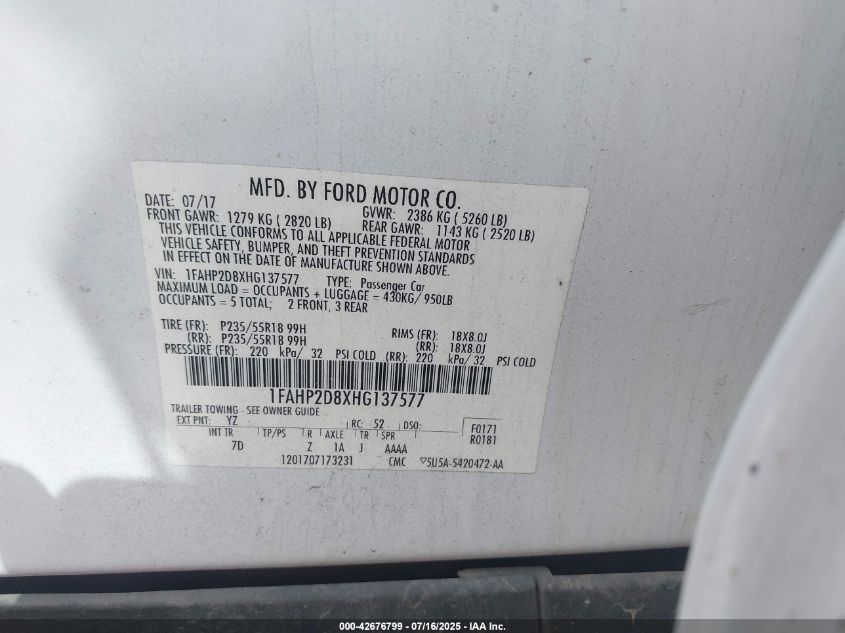 MFD. BY FORD MOTOR CO.
DATE: 07/17 GVWR: 2386 KG ( 5260 LB)
FRONT GAWR: 1279 KG ( 2820 LB) REAR GAWR: 1143 KG ( 2520 LB)
THIS VEHICLE CONFORMS TO ALL APPLICABLE FEDERAL MOTOR
VEHICLE SAFETY, BUMPER, AND THEFT PREVENTION STANDARDS
IN EFFECT ON THE DATE OF MANUFACTURE SHOWN ABOVE.
VIN: 1FAHP2D8XHG137577 TYPE: Passenger Car
MAXIMUM LOAD = OCCUPANTS + LUGGAGE = 430KG/ 950LB
OCCUPANTS = 5 TOTAL; 2 FRONT, 3 REAR
TIRE (FR): P235/55R18 99H RIMS (FR): 18X8.0J
(RR): P235/55R18 99H (RR): 18X8.0J
PRESSURE (FR): 220 kPa/ 32 PSI COLD (RR): 220 kPa/ 32 PSI COLD
1FAHP2D8XHG137577
TRAILER TOWING - SEE OWNER GUIDE
EXT PNT: YZ RC: 52 DSO: F0171
INT TR TP/PS R AXLE TR SPR R0181
7D Z 1A J AAAA
1201707173231 CMC ▽5U5A-5420472-AA
000-42676799 - 07/16/2025 - IAA Inc.